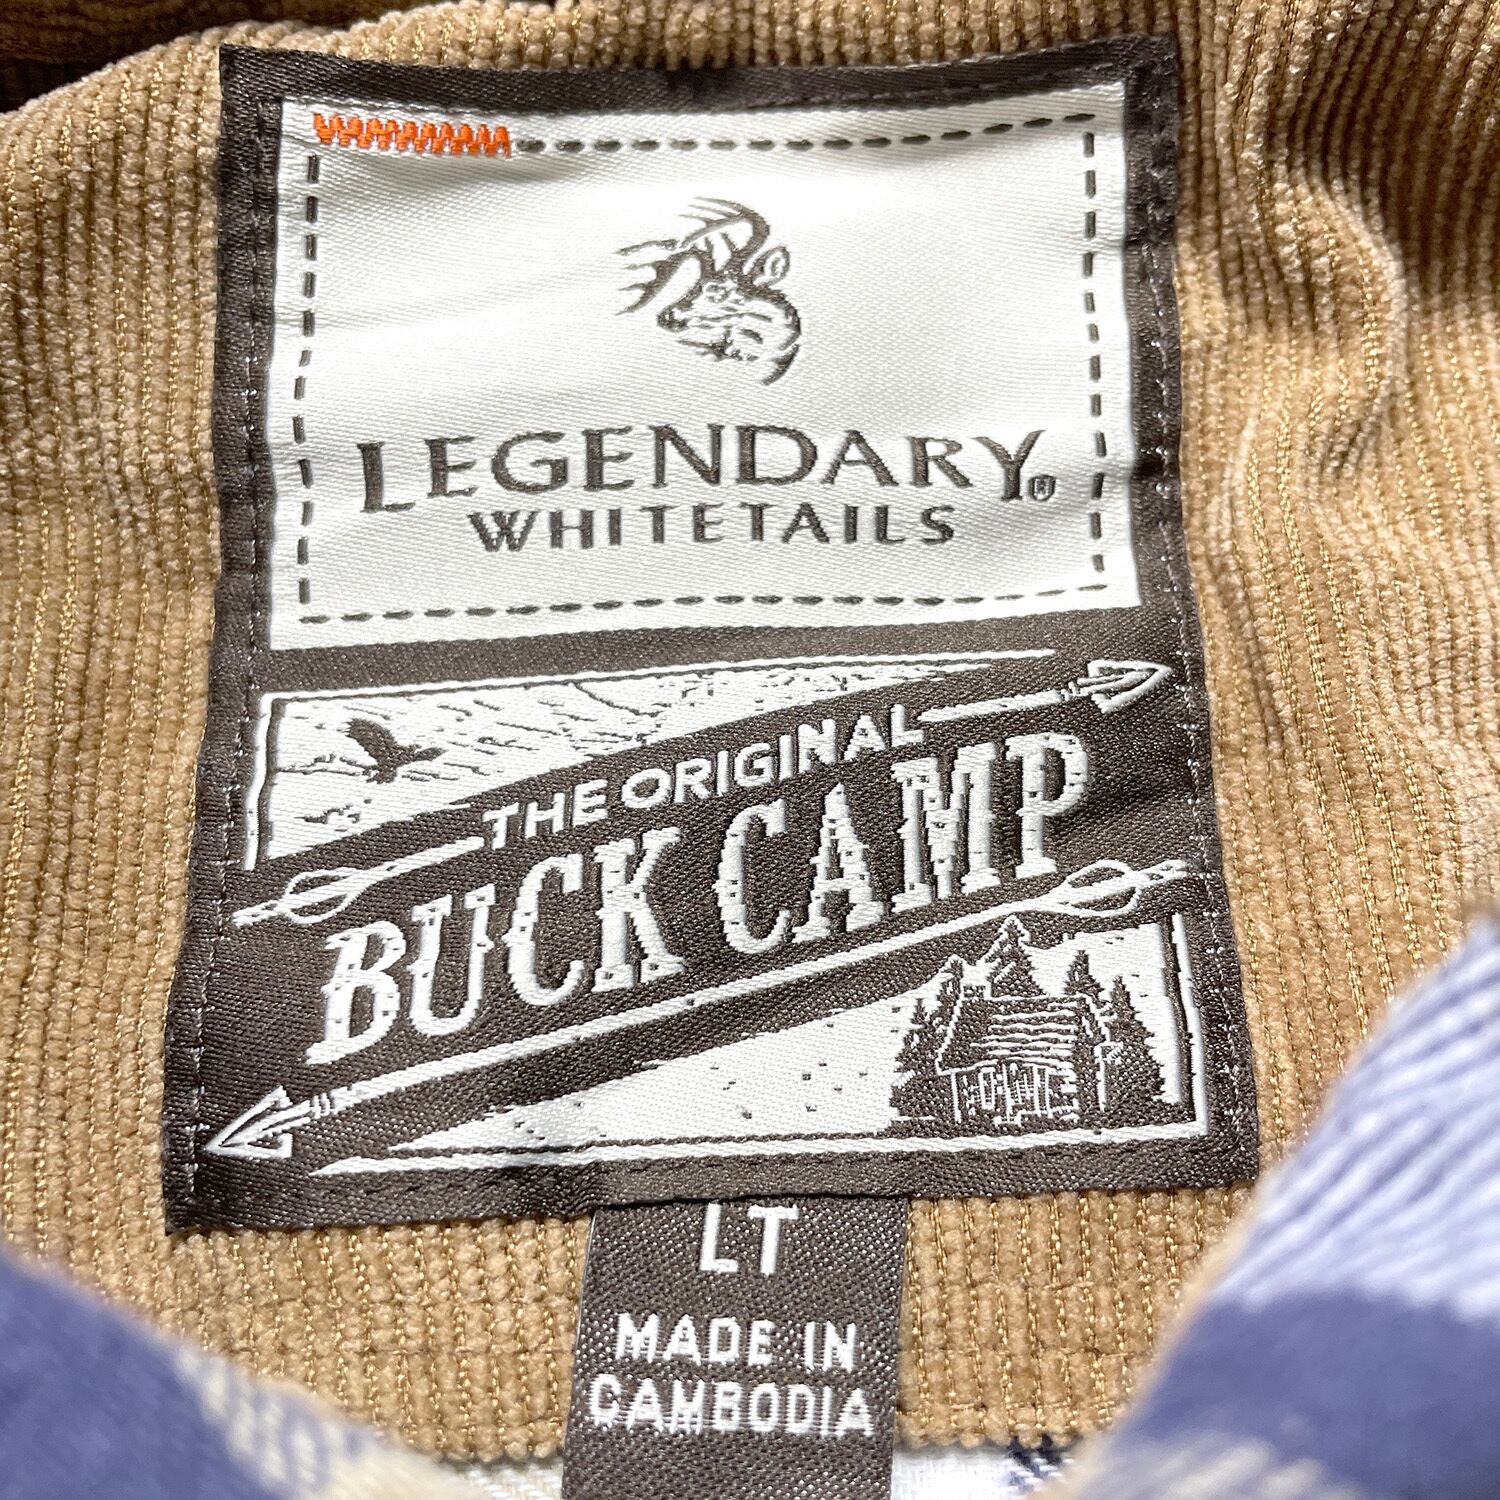 LEGENDARY®
WHITETAILS
THE ORIGINAL
BUCK CAMP
LT
MADE IN
CAMBODIA